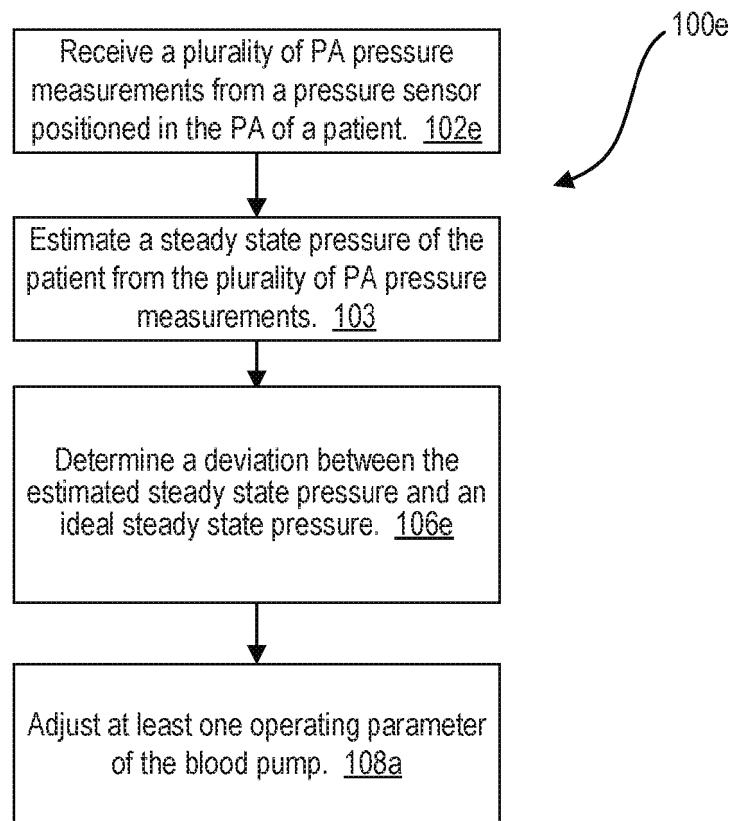 100e
Receive a plurality of PA pressure
measurements from a pressure sensor
positioned in the PA of a patient. 102e
Estimate a steady state pressure of the
patient from the plurality of PA pressure
measurements. 103
Determine a deviation between the
estimated steady state pressure and an
ideal steady state pressure. 106e
Adjust at least one operating parameter
of the blood pump. 108a